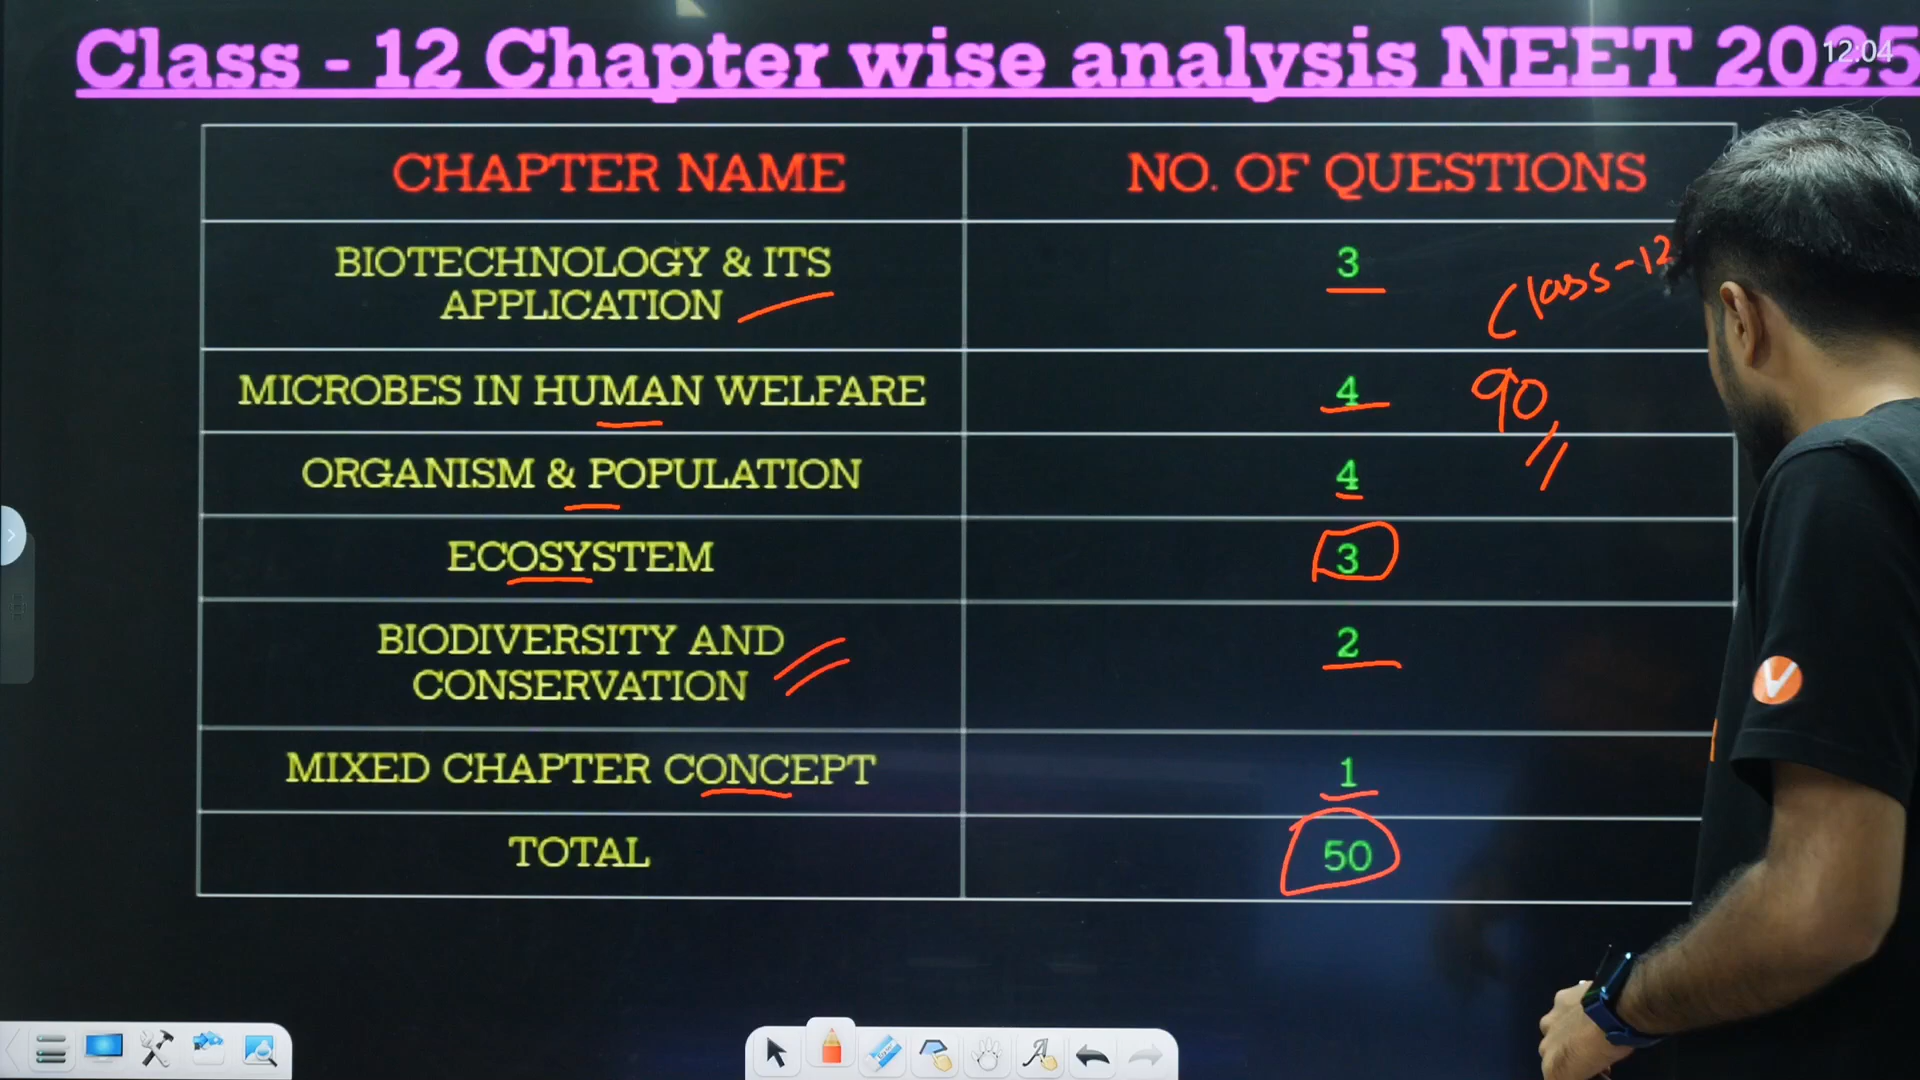 Class - 12 Chapter wise analysis NEET 2025
12:04
CHAPTER NAME
NO. OF QUESTIONS
BIOTECHNOLOGY & ITS
APPLICATION
3
Class-12
MICROBES IN HUMAN WELFARE
4
90
ORGANISM & POPULATION
4
ECOSYSTEM
3
BIODIVERSITY AND
CONSERVATION
2
MIXED CHAPTER CONCEPT
1
TOTAL
50